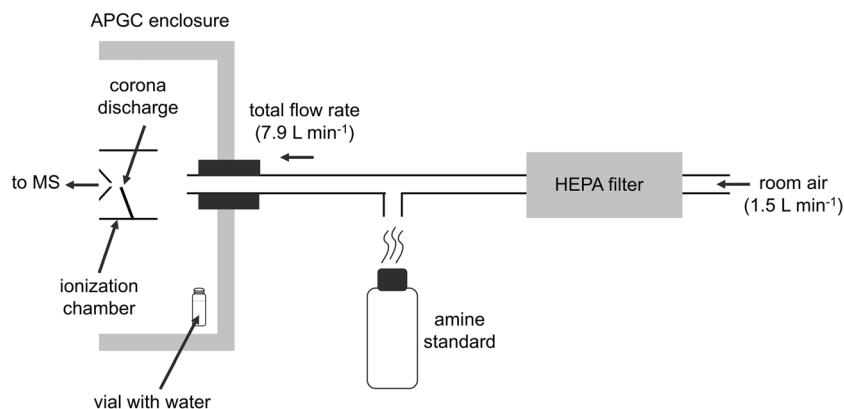 APGC enclosure
corona
discharge
total flow rate
(7.9 L min⁻¹)
to MS
HEPA filter
room air
(1.5 L min⁻¹)
ionization
chamber
amine
standard
vial with water